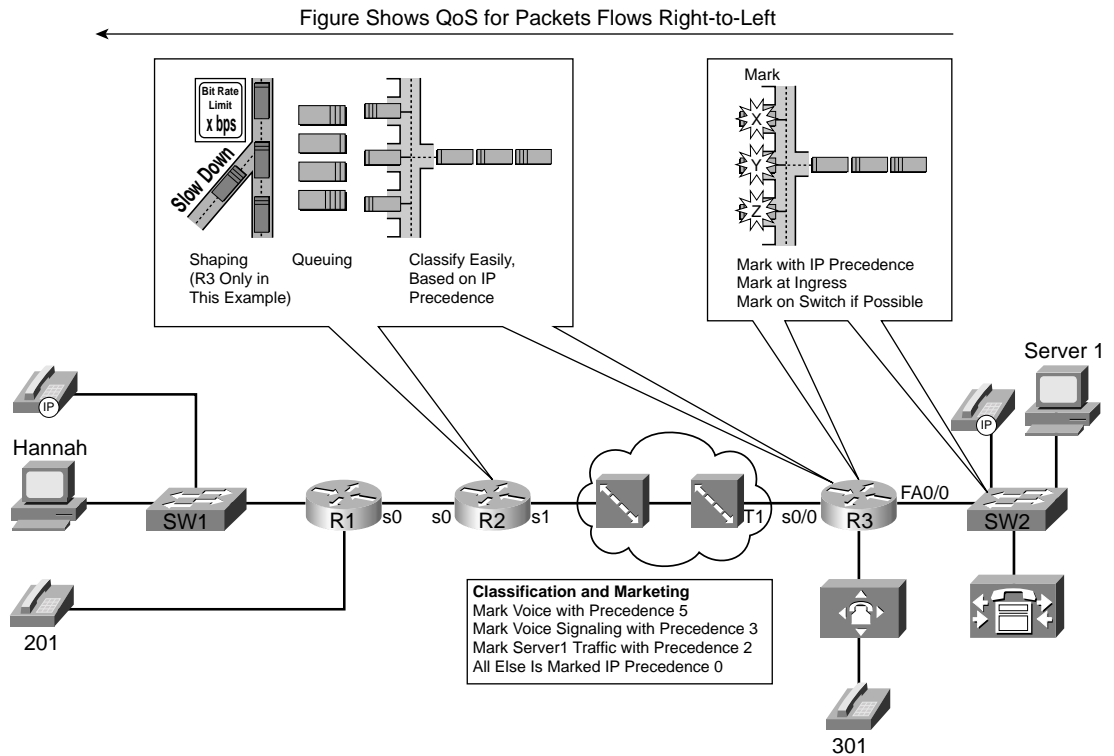 Figure Shows QoS for Packets Flows Right-to-Left
Bit Rate
Limit
x bps
Slow Down
Shaping
(R3 Only in
This Example)
Queuing
Classify Easily,
Based on IP
Precedence
Mark
X
Y
Z
Mark with IP Precedence
Mark at Ingress
Mark on Switch if Possible
Server 1
IP
IP
Hannah
SW1
R1
s0
s0
R2
s1
T1
s0/0
R3
FA0/0
SW2
201
Classification and Marketing
Mark Voice with Precedence 5
Mark Voice Signaling with Precedence 3
Mark Server1 Traffic with Precedence 2
All Else Is Marked IP Precedence 0
301